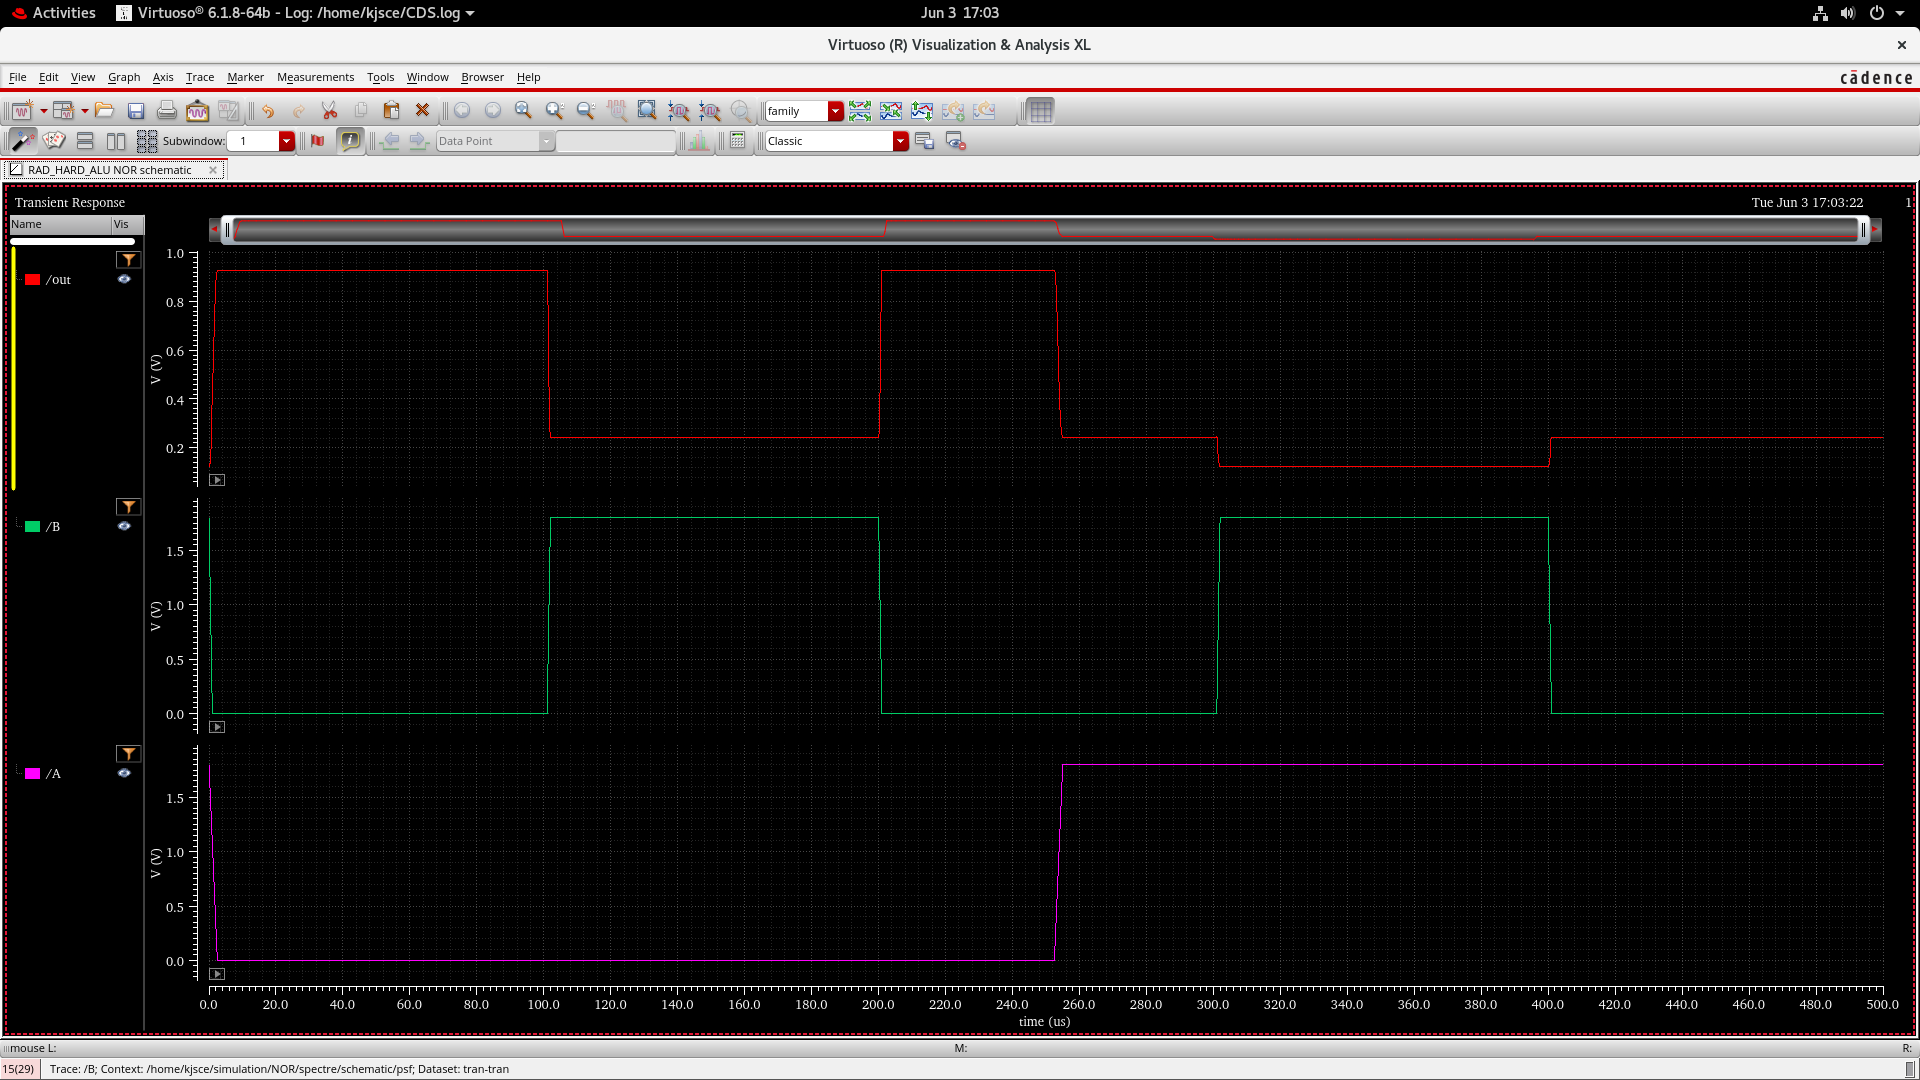 Activities
Virtuoso® 6.1.8-64b - Log: /home/kjsce/CDS.log
Jun 3 17:03
Virtuoso (R) Visualization & Analysis XL
File Edit View Graph Axis Trace Marker Measurements Tools Window Browser Help
cādence
family
Subwindow: 1
Data Point
Classic
RAD_HARD_ALU NOR schematic
Transient Response
Tue Jun 3 17:03:22 1
Name Vis
/out
V (V)
1.0
0.8
0.6
0.4
0.2
/B
V (V)
1.5
1.0
0.5
0.0
/A
V (V)
1.5
1.0
0.5
0.0
0.0 20.0 40.0 60.0 80.0 100.0 120.0 140.0 160.0 180.0 200.0 220.0 240.0 260.0 280.0 300.0 320.0 340.0 360.0 380.0 400.0 420.0 440.0 460.0 480.0 500.0
time (us)
mouse L: M: R:
15(29) Trace: /B; Context: /home/kjsce/simulation/NOR/spectre/schematic/psf; Dataset: tran-tran